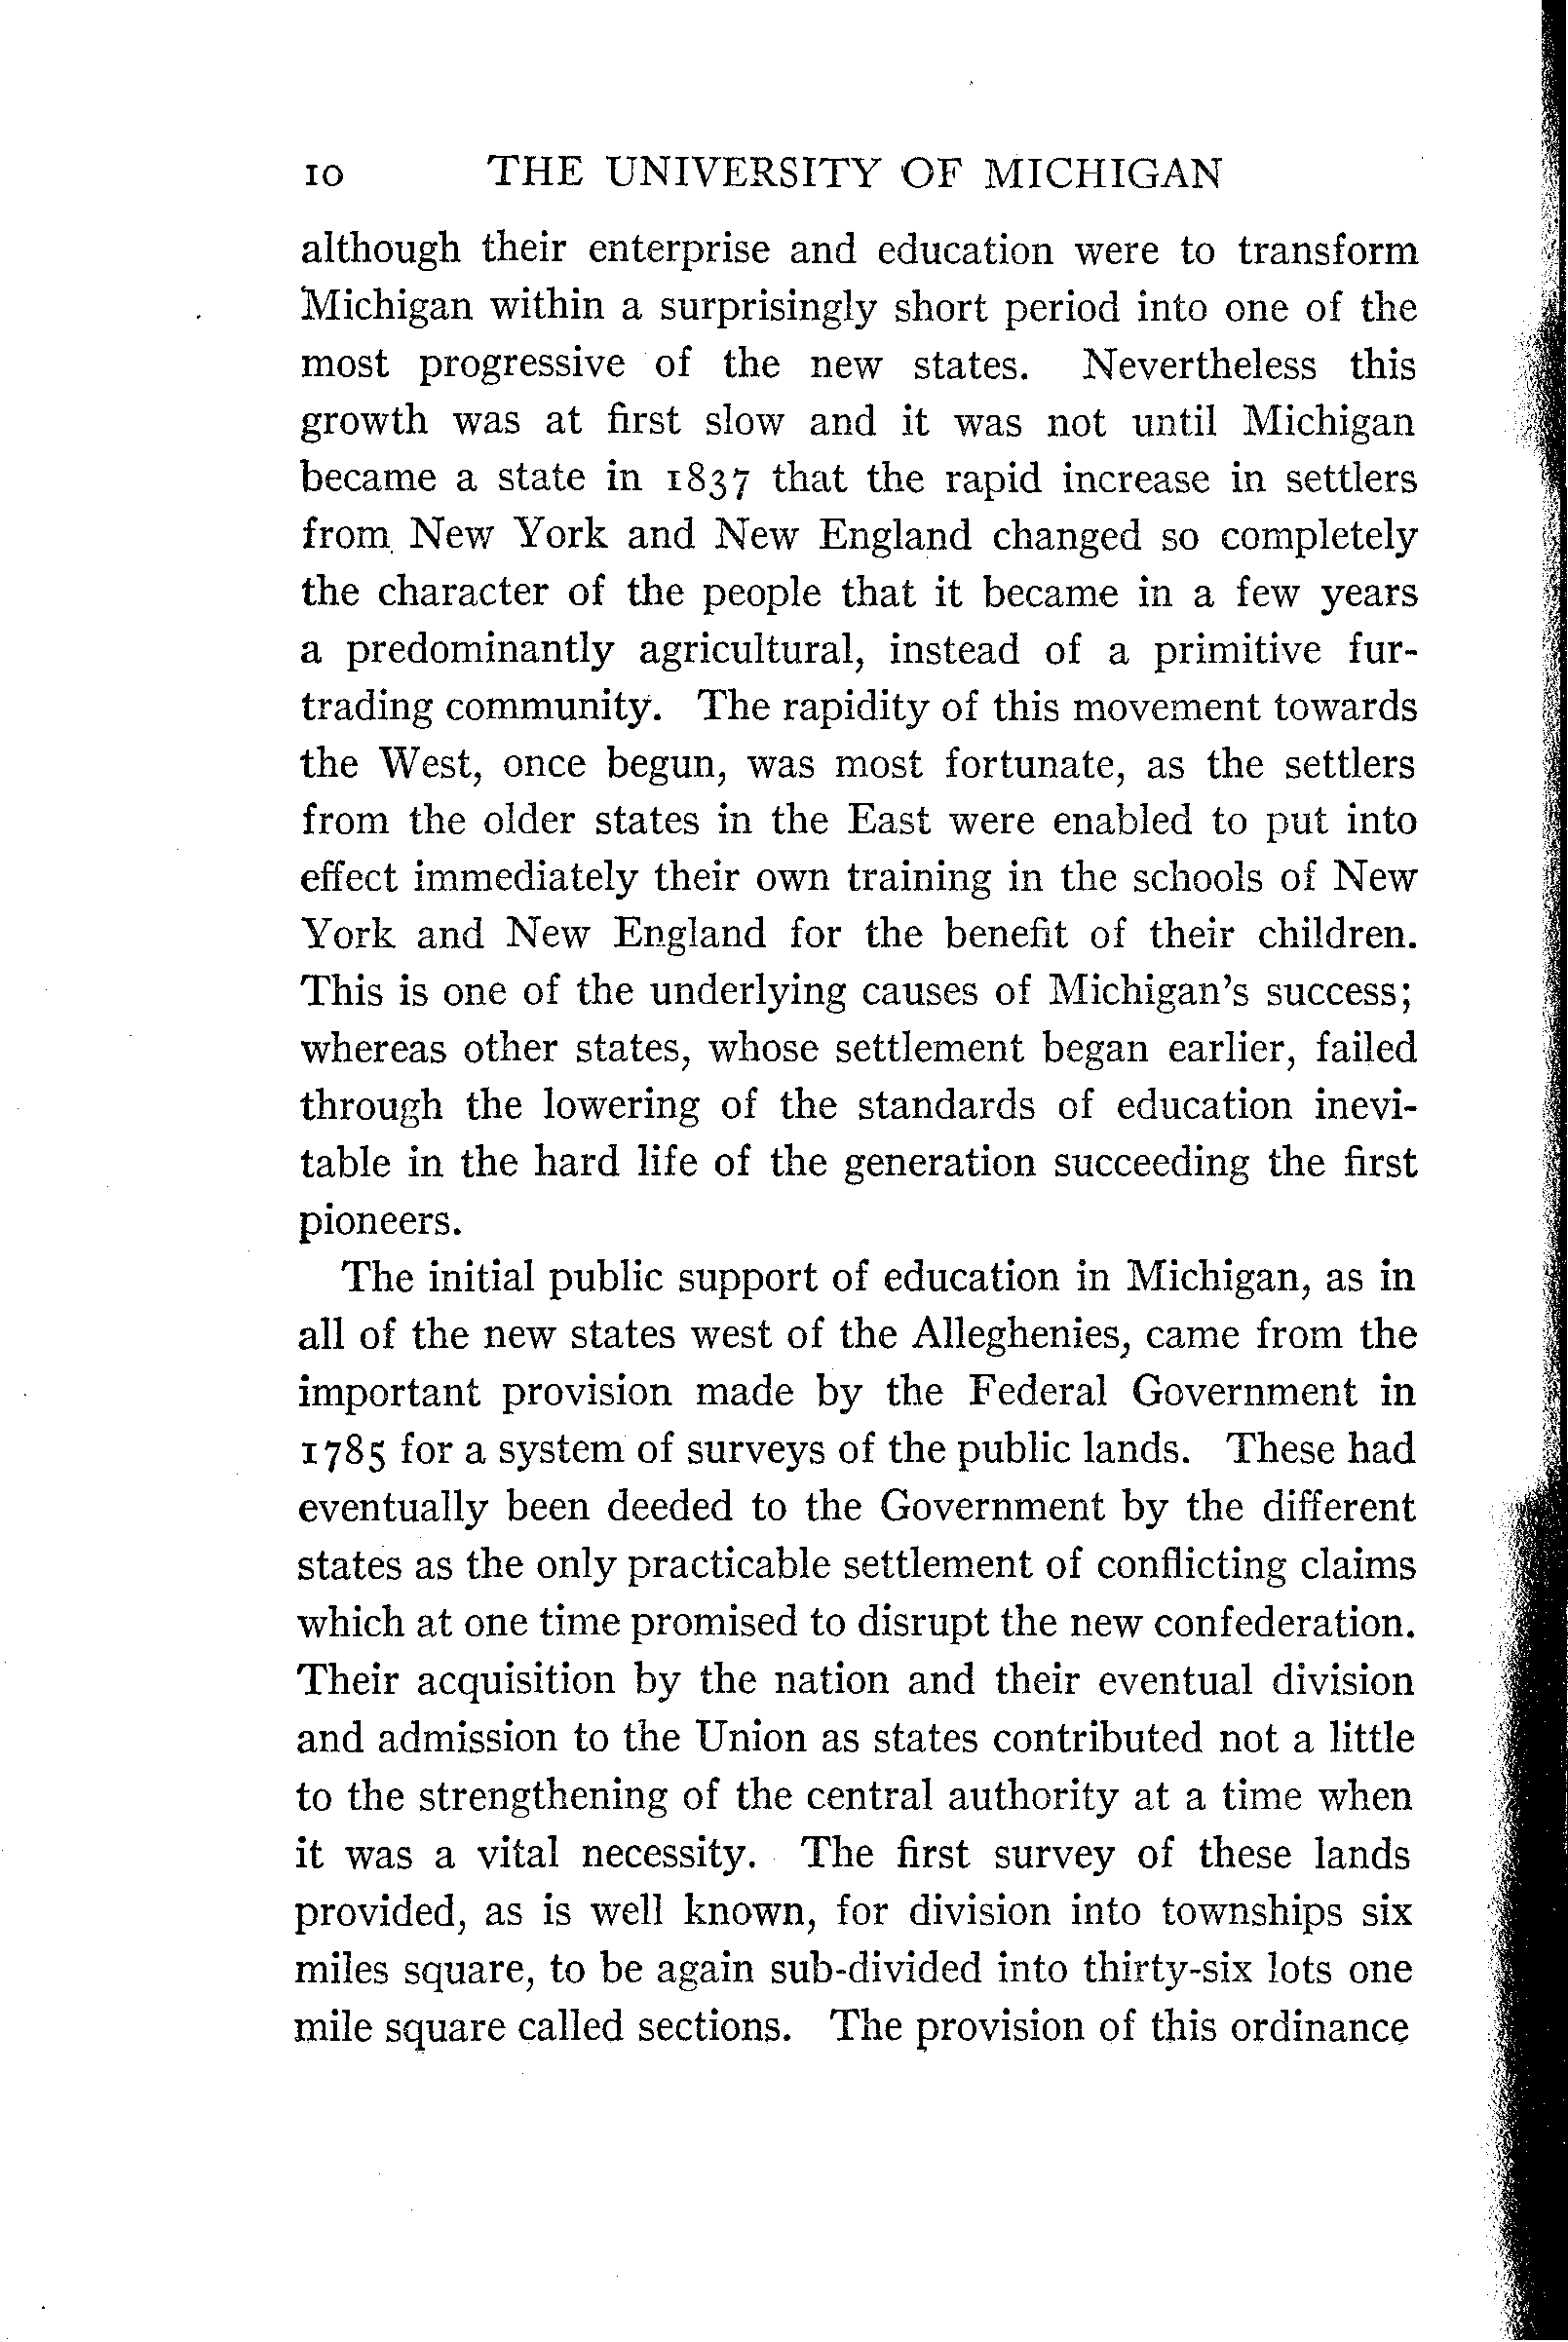 10 THE UNIVERSITY OF MICHIGAN
although their enterprise and education were to transform
Michigan within a surprisingly short period into one of the
most progressive of the new states. Nevertheless this
growth was at first slow and it was not until Michigan
became a state in 1837 that the rapid increase in settlers
from New York and New England changed so completely
the character of the people that it became in a few years
a predominantly agricultural, instead of a primitive fur-
trading community. The rapidity of this movement towards
the West, once begun, was most fortunate, as the settlers
from the older states in the East were enabled to put into
effect immediately their own training in the schools of New
York and New England for the benefit of their children.
This is one of the underlying causes of Michigan's success;
whereas other states, whose settlement began earlier, failed
through the lowering of the standards of education inevi-
table in the hard life of the generation succeeding the first
pioneers.
The initial public support of education in Michigan, as in
all of the new states west of the Alleghenies, came from the
important provision made by the Federal Government in
1785 for a system of surveys of the public lands. These had
eventually been deeded to the Government by the different
states as the only practicable settlement of conflicting claims
which at one time promised to disrupt the new confederation.
Their acquisition by the nation and their eventual division
and admission to the Union as states contributed not a little
to the strengthening of the central authority at a time when
it was a vital necessity. The first survey of these lands
provided, as is well known, for division into townships six
miles square, to be again sub-divided into thirty-six lots one
mile square called sections. The provision of this ordinance